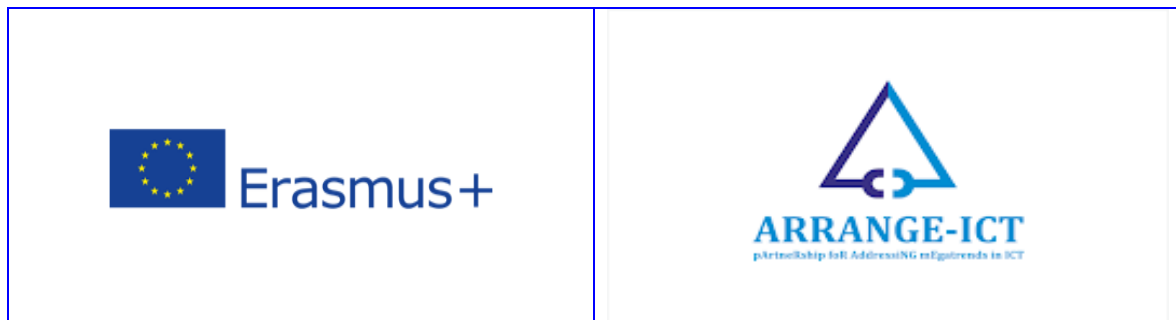 Erasmus+
ARRANGE-ICT
pArtneRship foR AddressiNG mEgatrends in ICT